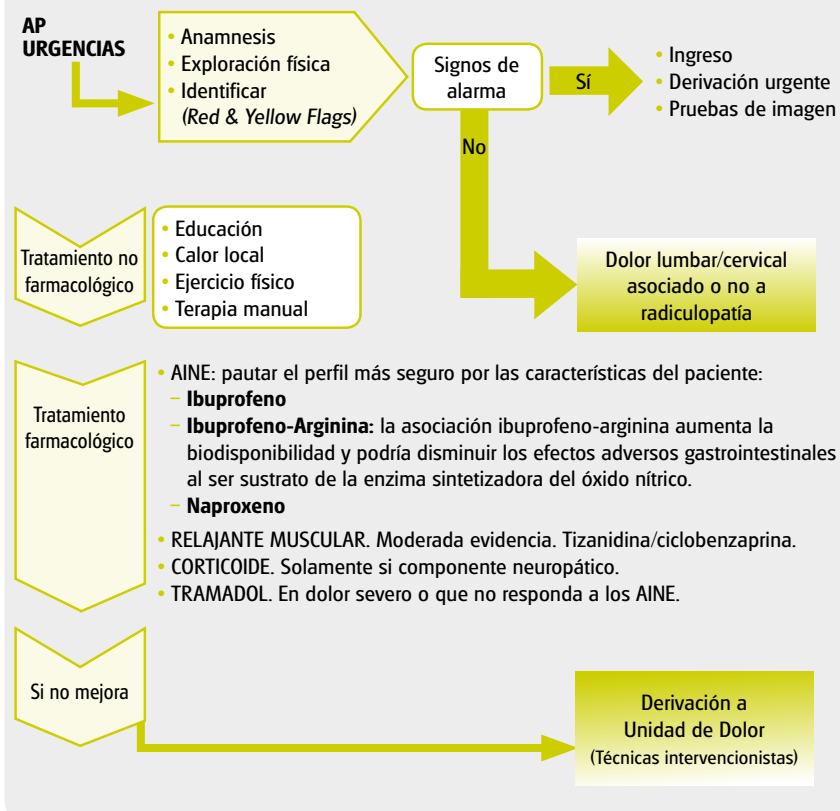 AP
URGENCIAS
• Anamnesis
• Exploración física
• Identificar
(Red & Yellow Flags)
Signos de
alarma
Sí
• Ingreso
• Derivación urgente
• Pruebas de imagen
No
Tratamiento no
farmacológico
• Educación
• Calor local
• Ejercicio físico
• Terapia manual
Dolor lumbar/cervical
asociado o no a
radiculopatía
Tratamiento
farmacológico
• AINE: pautar el perfil más seguro por las características del paciente:
– Ibuprofeno
– Ibuprofeno-Arginina: la asociación ibuprofeno-arginina aumenta la
biodisponibilidad y podría disminuir los efectos adversos gastrointestinales
al ser sustrato de la enzima sintetizadora del óxido nítrico.
– Naproxeno
• RELAJANTE MUSCULAR. Moderada evidencia. Tizanidina/ciclobenzaprina.
• CORTICOIDE. Solamente si componente neuropático.
• TRAMADOL. En dolor severo o que no responda a los AINE.
Si no mejora
Derivación a
Unidad de Dolor
(Técnicas intervencionistas)